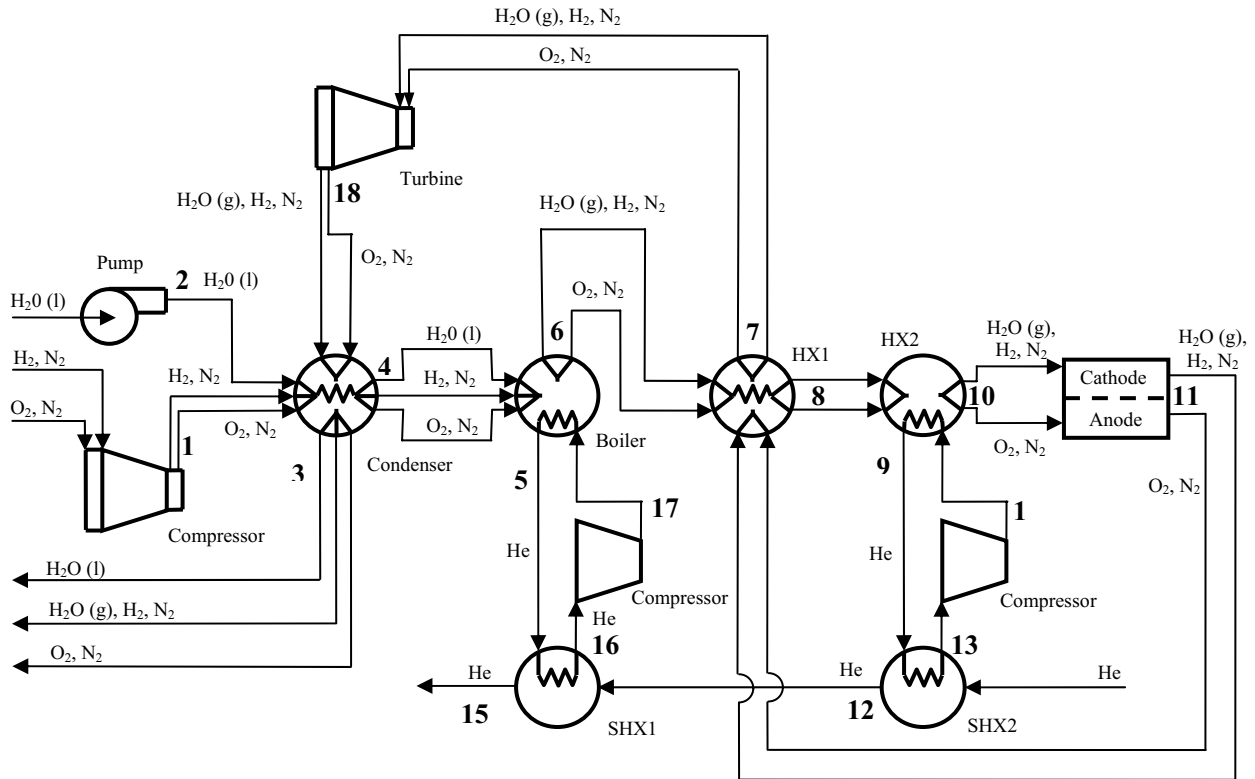 H₂O (g), H₂, N₂
O₂, N₂
Turbine
18
H₂O (g), H₂, N₂
O₂, N₂
Pump
2
H₂0 (l)
H₂0 (l)
H₂, N₂
O₂, N₂
H₂, N₂
O₂, N₂
1
Compressor
3
Condenser
4
H₂0 (l)
H₂, N₂
O₂, N₂
H₂O (g), H₂, N₂
O₂, N₂
6
Boiler
5
17
He
Compressor
He
16
7
HX1
8
HX2
10
9
H₂O (g),
H₂, N₂
O₂, N₂
Cathode
Anode
11
H₂O (g),
H₂, N₂
O₂, N₂
1
He
Compressor
13
H₂O (l)
H₂O (g), H₂, N₂
O₂, N₂
He
15
SHX1
He
12
SHX2
He